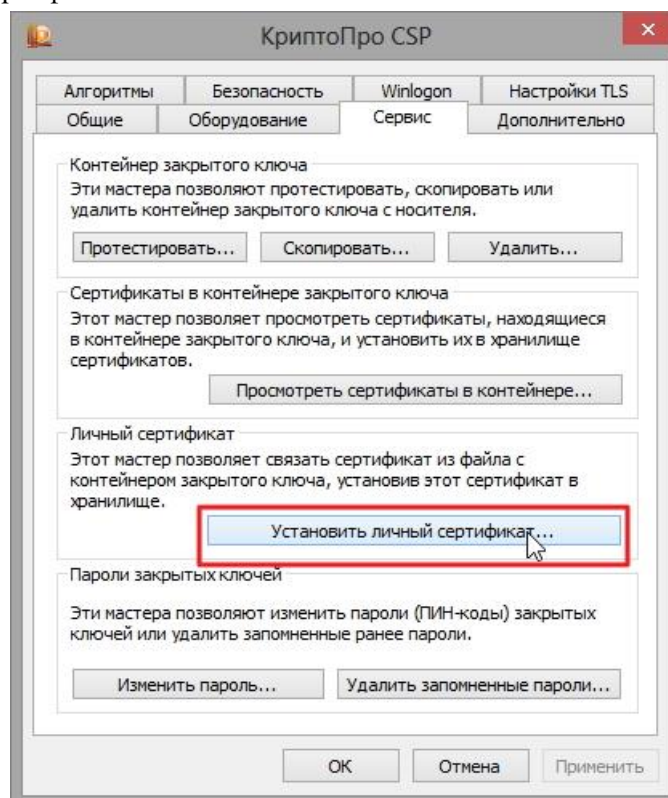 КриптоПро CSP
Алгоритмы Безопасность Winlogon Настройки TLS
Общие Оборудование Сервис Дополнительно
Контейнер закрытого ключа
Эти мастера позволяют протестировать, скопировать или
удалить контейнер закрытого ключа с носителя.
Протестировать... Скопировать... Удалить...
Сертификаты в контейнере закрытого ключа
Этот мастер позволяет просмотреть сертификаты, находящиеся
в контейнере закрытого ключа, и установить их в хранилище
сертификатов.
Просмотреть сертификаты в контейнере...
Личный сертификат
Этот мастер позволяет связать сертификат из файла с
контейнером закрытого ключа, установив этот сертификат в
хранилище.
Установить личный сертификат...
Пароли закрытых ключей
Эти мастера позволяют изменить пароли (ПИН-коды) закрытых
ключей или удалить запомненные ранее пароли.
Изменить пароль... Удалить запомненные пароли...
ОК Отмена Применить